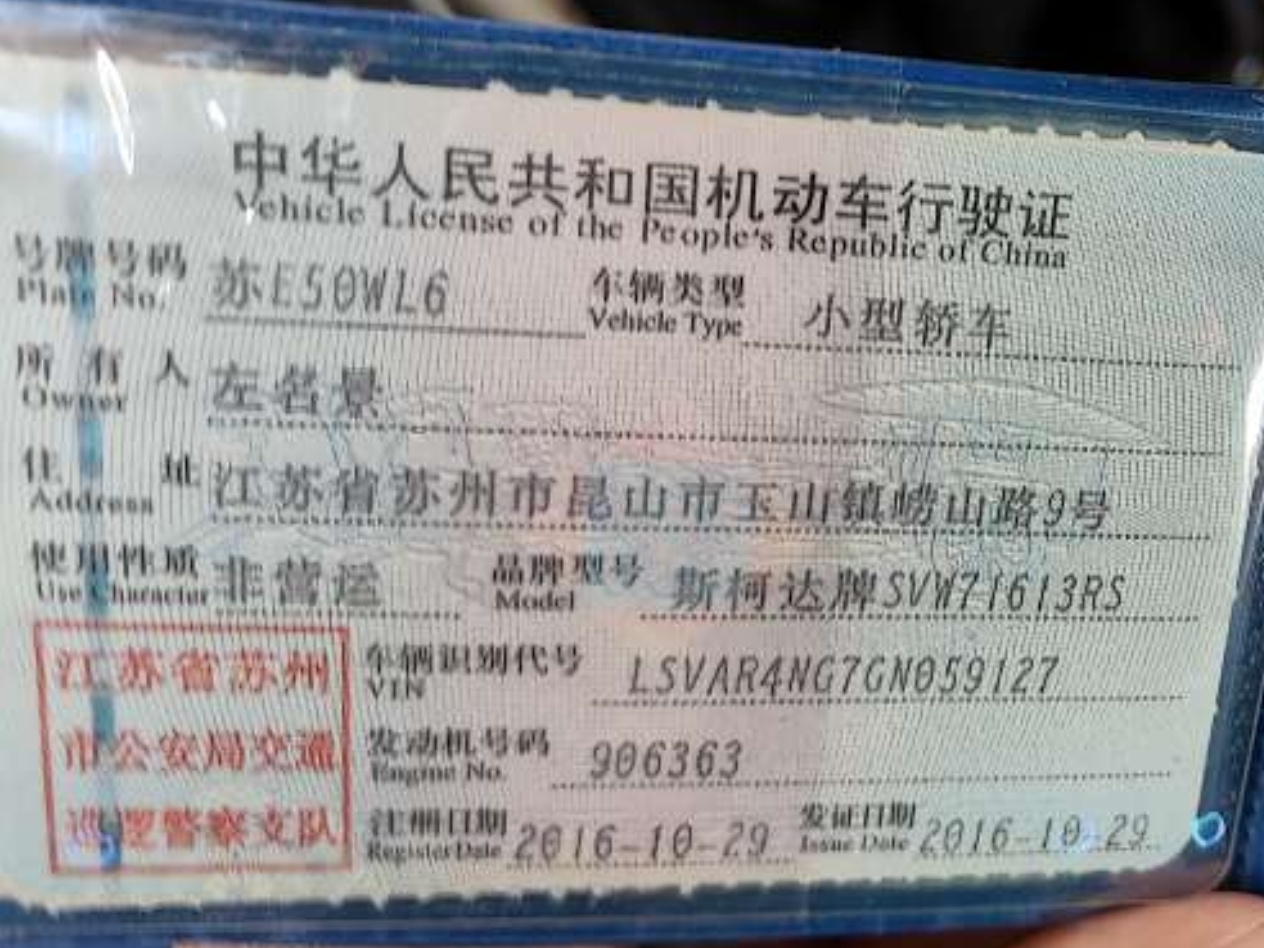 中华人民共和国机动车行驶证
Vehicle License of the People's Republic of China
号牌号码 苏E50WL6 车辆类型 小型轿车
Plate No. Vehicle Type
所有人 左名景
Owner
住址 江苏省苏州市昆山市玉山镇崂山路9号
Address
使用性质 非营运 品牌型号 斯柯达牌SVW71613RS
Use Character Model
江苏省苏州
市公安局交通
巡逻警察支队
车辆识别代号 LSVAR4NG7GN059127
VIN
发动机号码 906363
Engine No.
注册日期 2016-10-29 发证日期 2016-10-29
Register Date Issue Date